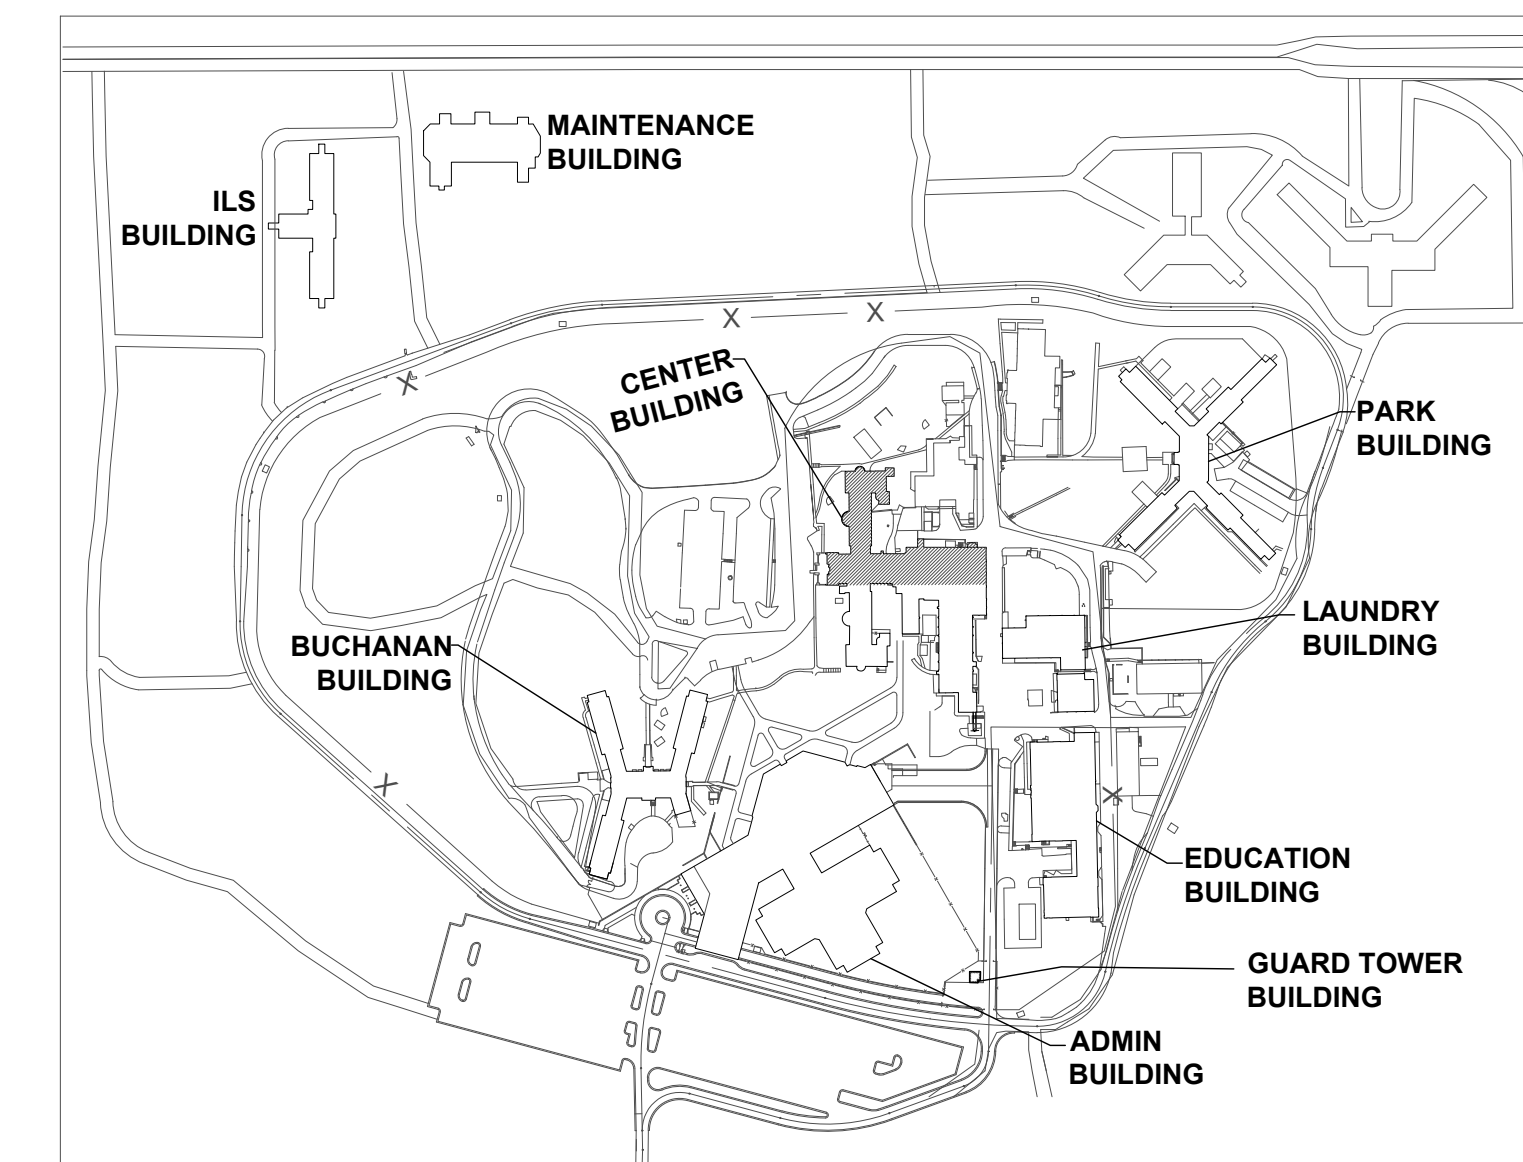 MAINTENANCE
BUILDING
ILS
BUILDING
X
X
X
CENTER
BUILDING
PARK
BUILDING
LAUNDRY
BUILDING
BUCHANAN
BUILDING
X
X
EDUCATION
BUILDING
GUARD TOWER
BUILDING
ADMIN
BUILDING